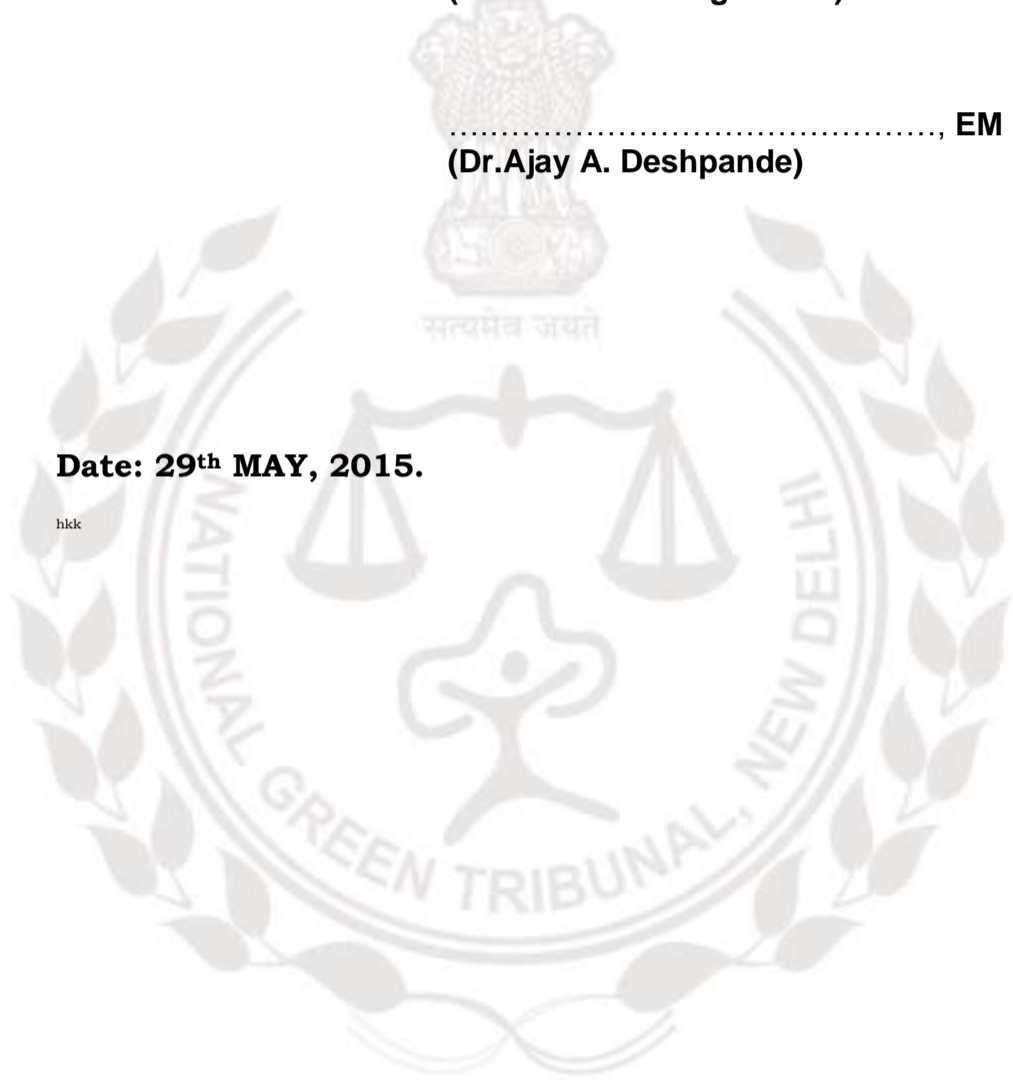 …………………………………………, EM
(Dr.Ajay A. Deshpande)
सत्यमेव जयते
Date: 29th MAY, 2015.
hkk
NATIONAL GREEN TRIBUNAL, NEW DELHI